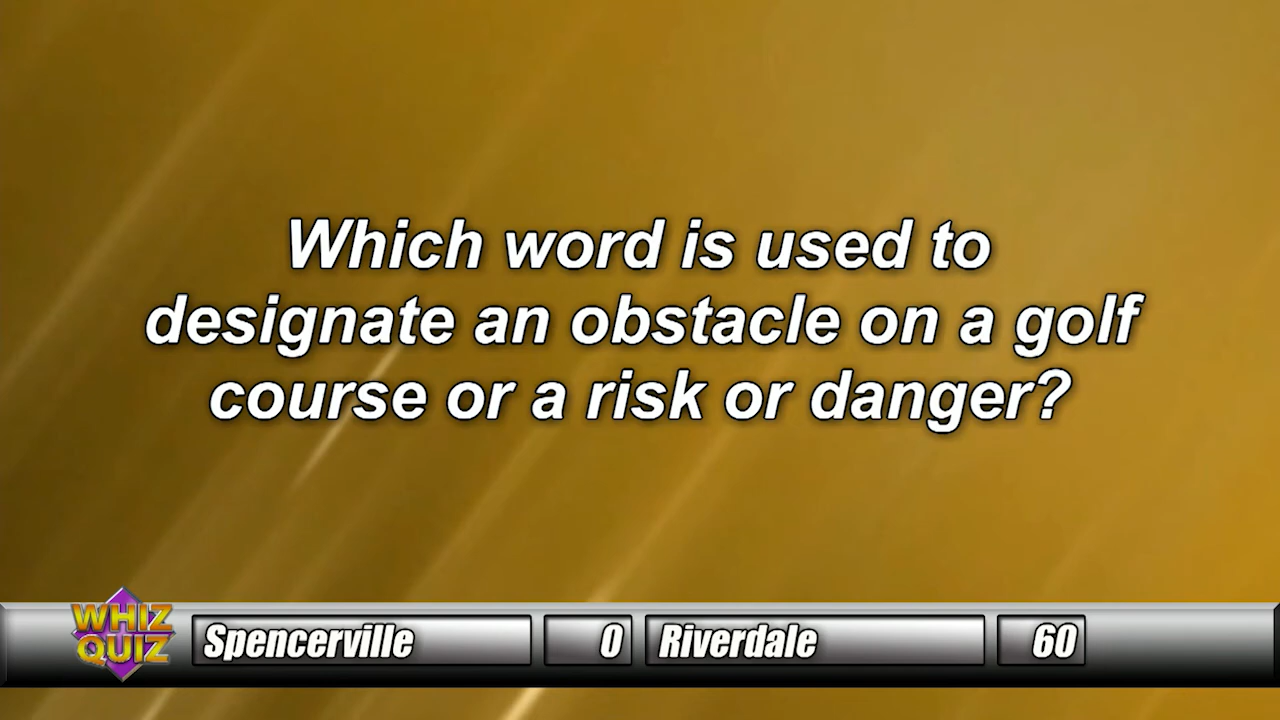 Which word is used to
designate an obstacle on a golf
course or a risk or danger?
WHIZ
QUIZ
Spencerville 0 Riverdale 60